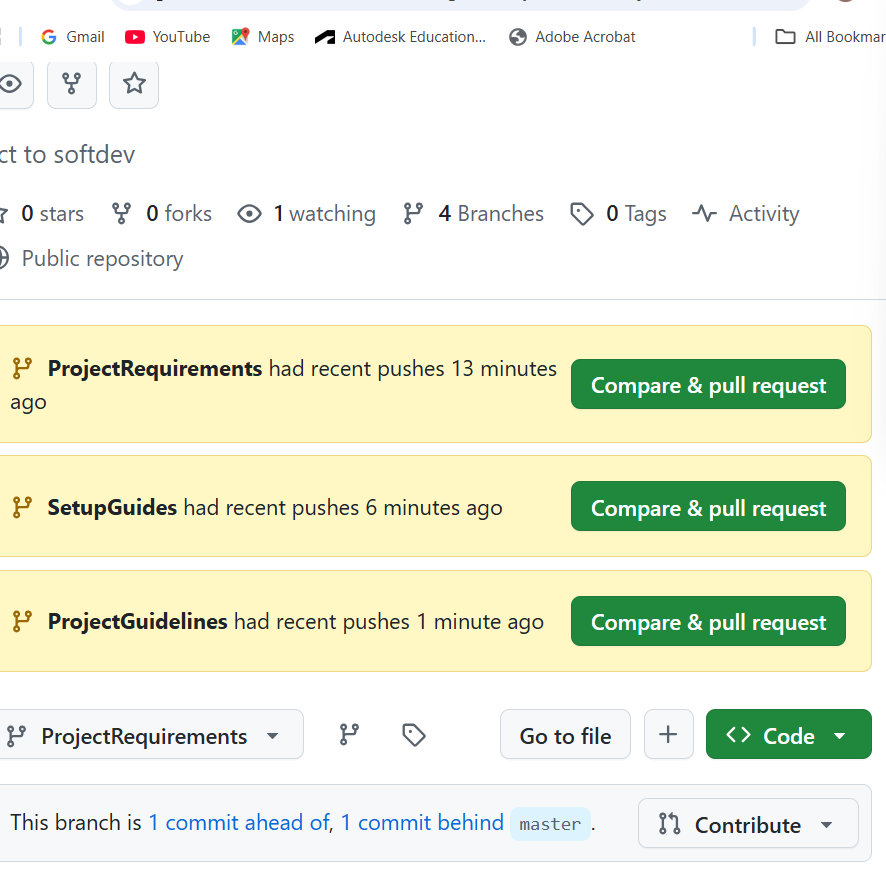 Gmail YouTube Maps Autodesk Education... Adobe Acrobat All Bookmar
ct to softdev
0 stars 0 forks 1 watching 4 Branches 0 Tags Activity
Public repository
ProjectRequirements had recent pushes 13 minutes
ago
Compare & pull request
SetupGuides had recent pushes 6 minutes ago
Compare & pull request
ProjectGuidelines had recent pushes 1 minute ago
Compare & pull request
ProjectRequirements Go to file Code
This branch is 1 commit ahead of, 1 commit behind master . Contribute